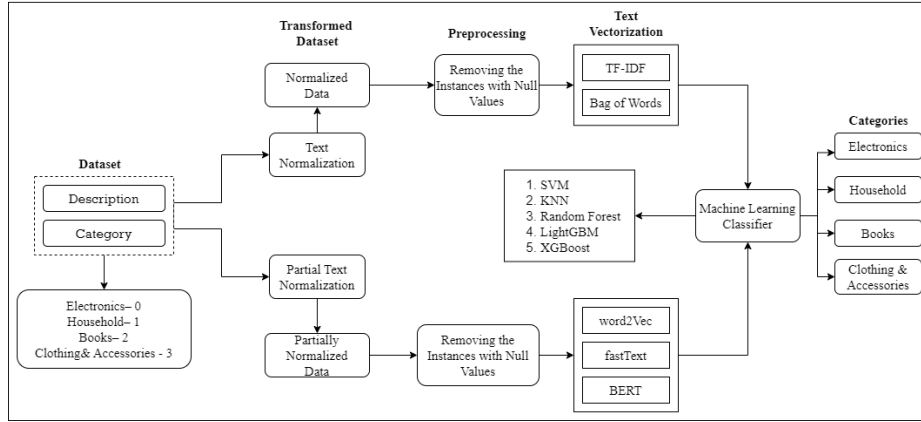 Transformed
Dataset
Preprocessing
Text
Vectorization
Normalized
Data
Removing the
Instances with Null
Values
TF-IDF
Bag of Words
Text
Normalization
Dataset
Description
Category
Electronics– 0
Household– 1
Books– 2
Clothing& Accessories - 3
Partial Text
Normalization
Partially
Normalized
Data
Removing the
Instances with Null
Values
word2Vec
fastText
BERT
1. SVM
2. KNN
3. Random Forest
4. LightGBM
5. XGBoost
Machine Learning
Classifier
Categories
Electronics
Household
Books
Clothing &
Accessories